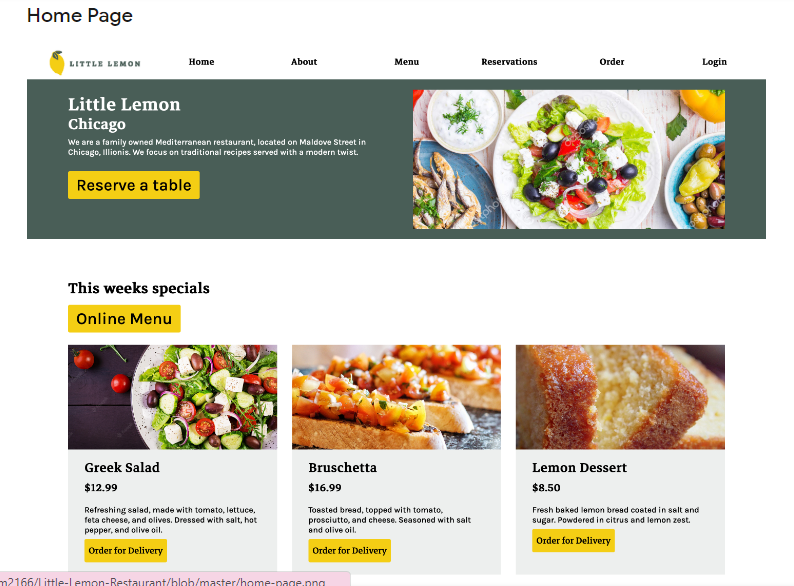 Home Page
LITTLE LEMON
Home About Menu Reservations Order Login
Little Lemon
Chicago
We are a family owned Mediterranean restaurant, located on Maldove Street in
Chicago, Illionis. We focus on traditional recipes served with a modern twist.
Reserve a table
This weeks specials
Online Menu
Greek Salad
$12.99
Refreshing salad, made with tomato, lettuce,
feta cheese, and olives. Dressed with salt, hot
pepper, and olive oil.
Order for Delivery
Bruschetta
$16.99
Toasted bread, topped with tomato,
prosciutto, and cheese. Seasoned with salt
and olive oil.
Order for Delivery
Lemon Dessert
$8.50
Fresh baked lemon bread coated in salt and
sugar. Powdered in citrus and lemon zest.
Order for Delivery
m2166/Little-Lemon-Restaurant/blob/master/home-page.png